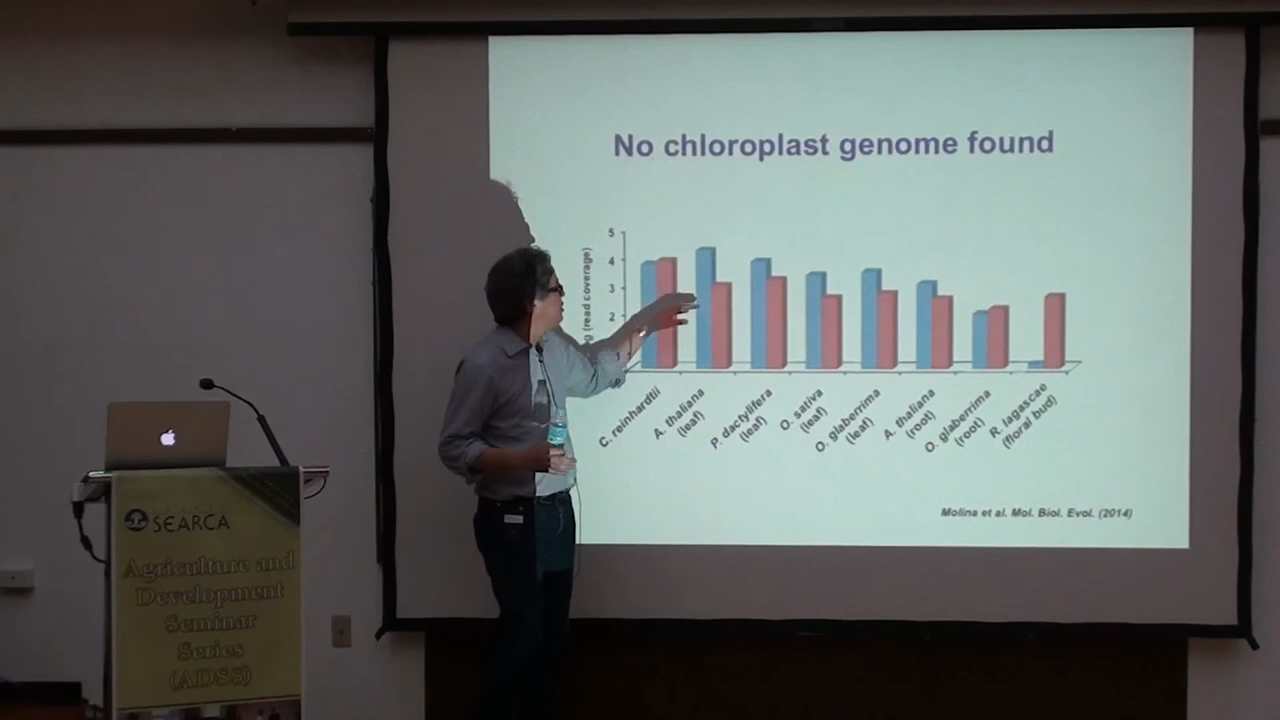 No chloroplast genome found
5
4
3
2
(read coverage)
C. reinhardtii
A. thaliana
(leaf)
P. dactylifera
(leaf)
O. sativa
(leaf)
O. glaberrima
(leaf)
A. thaliana
(root)
O. glaberrima
(root)
R. lagascae
(floral bud)
Molina et al. Mol. Biol. Evol. (2014)
SEARCA
Agriculture and
Development
Seminar
Series
(ADSS)